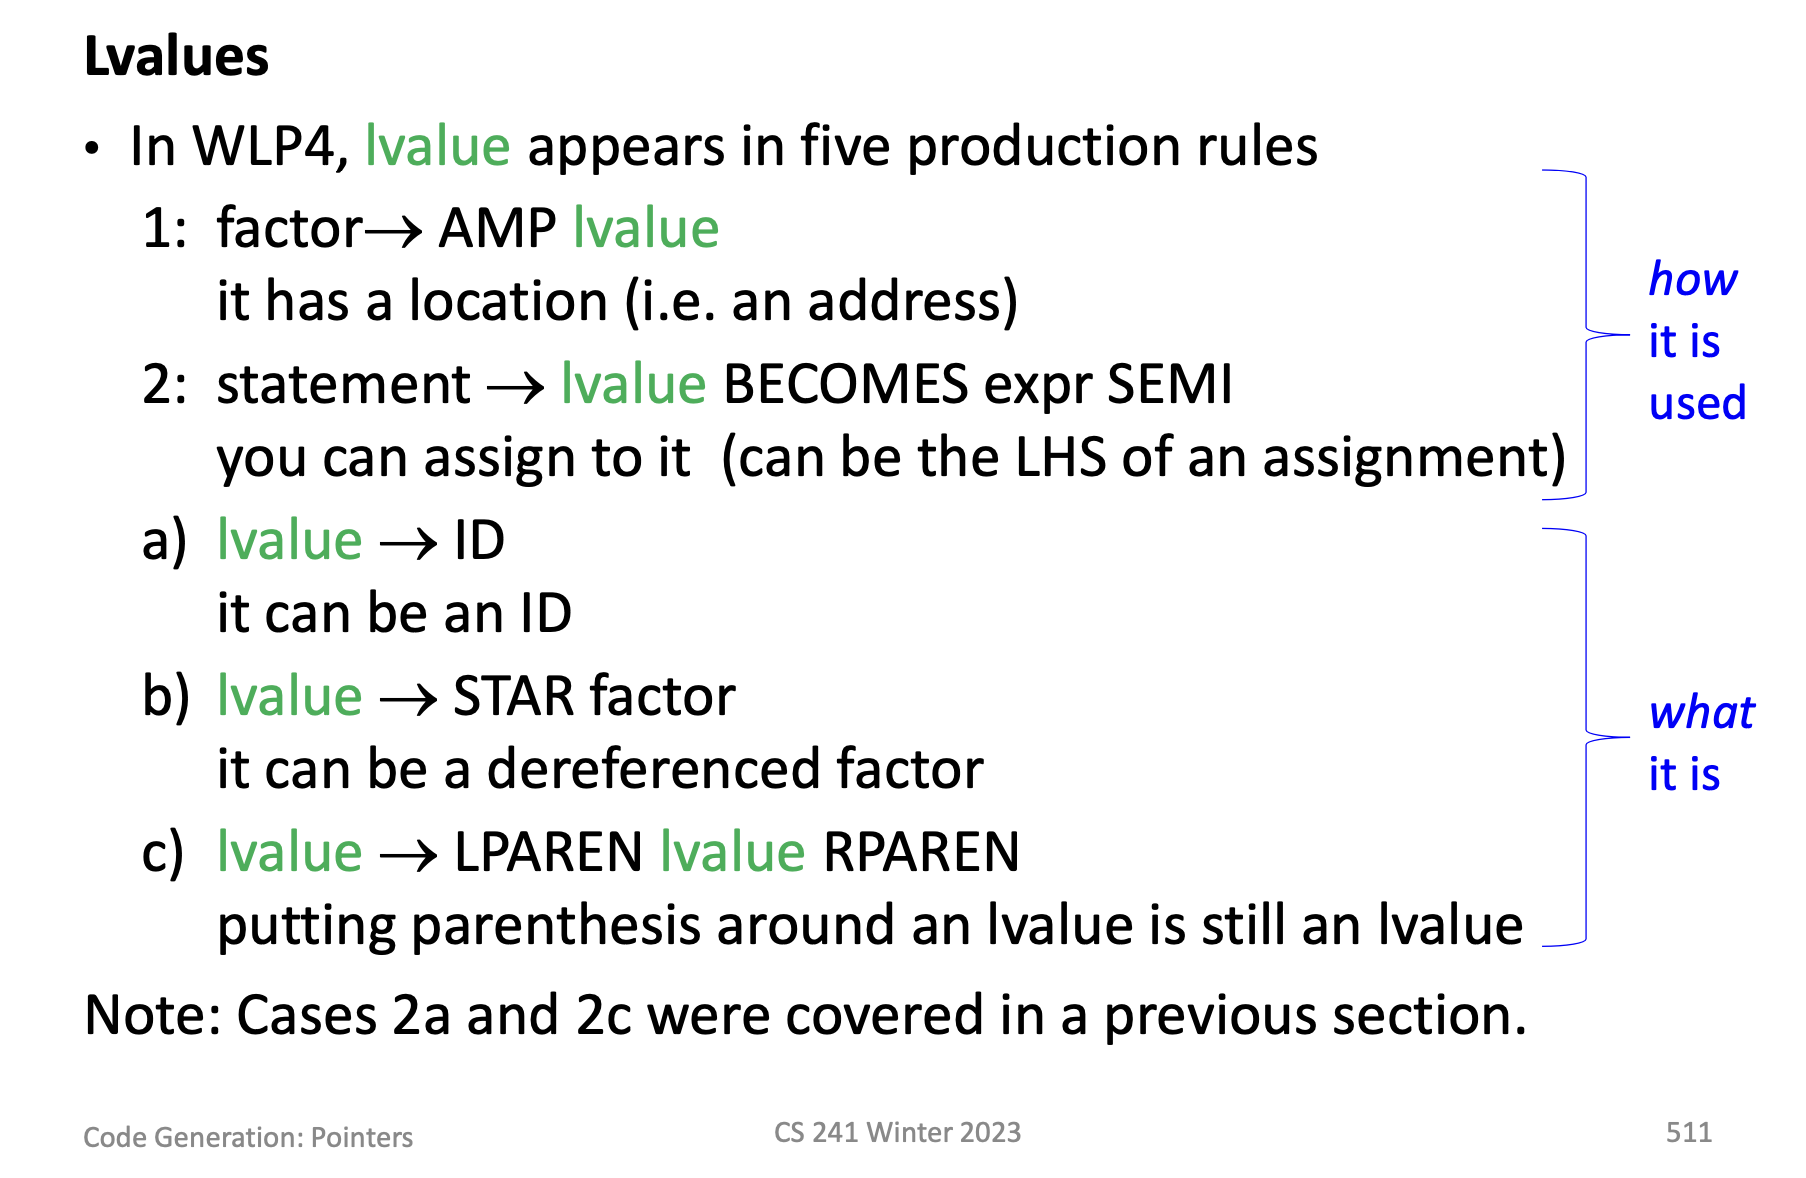 Lvalues
• In WLP4, lvalue appears in five production rules
1: factor→ AMP lvalue
it has a location (i.e. an address)
2: statement → lvalue BECOMES expr SEMI
you can assign to it (can be the LHS of an assignment)
how
it is
used
a) lvalue → ID
it can be an ID
b) lvalue → STAR factor
it can be a dereferenced factor
c) lvalue → LPAREN lvalue RPAREN
putting parenthesis around an lvalue is still an lvalue
what
it is
Note: Cases 2a and 2c were covered in a previous section.
Code Generation: Pointers
CS 241 Winter 2023
511